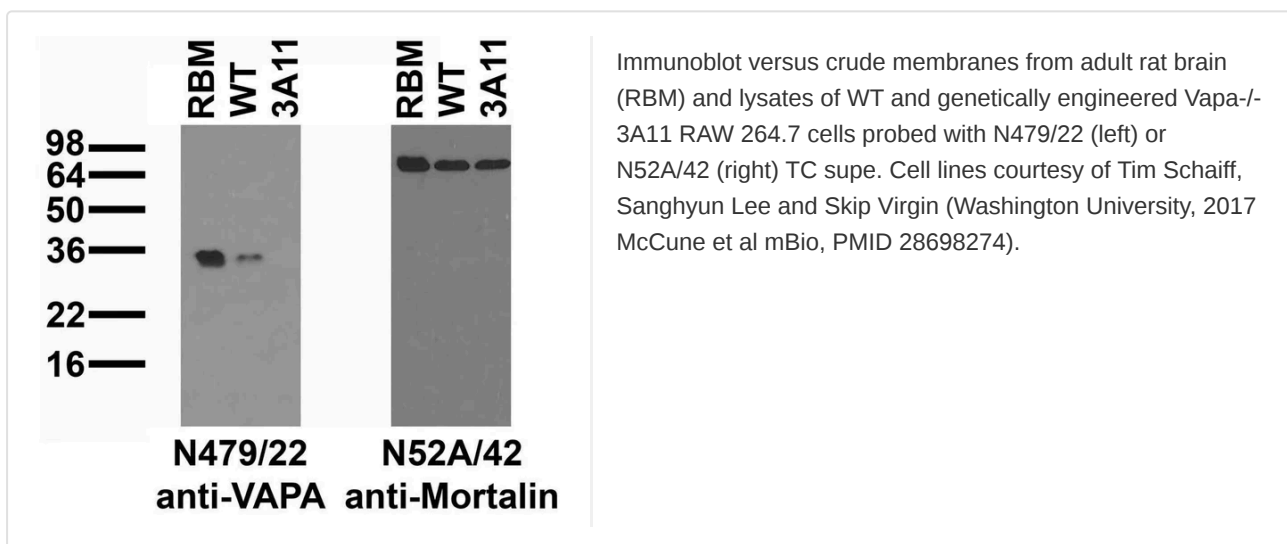 RBM
WT
3A11
RBM
WT
3A11
98
64
50
36
22
16
N479/22
anti-VAPA
N52A/42
anti-Mortalin
Immunoblot versus crude membranes from adult rat brain
(RBM) and lysates of WT and genetically engineered Vapa-/-
3A11 RAW 264.7 cells probed with N479/22 (left) or
N52A/42 (right) TC supe. Cell lines courtesy of Tim Schaiff,
Sanghyun Lee and Skip Virgin (Washington University, 2017
McCune et al mBio, PMID 28698274).